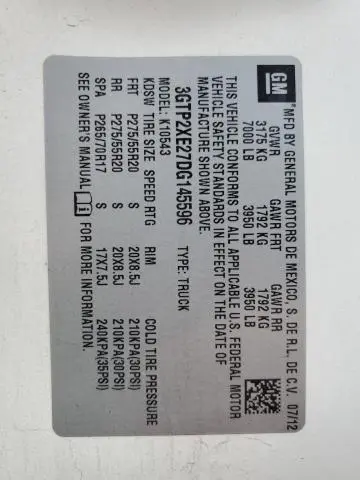 GM *MFD BY GENERAL MOTORS DE MEXICO, S. DE R.L. DE C.V. 07/12
GVWR GAWR FRT GAWR RR
3175 KG 1792 KG 1792 KG
7000 LB 3950 LB 3950 LB
THIS VEHICLE CONFORMS TO ALL APPLICABLE U.S. FEDERAL MOTOR
VEHICLE SAFETY STANDARDS IN EFFECT ON THE DATE OF
MANUFACTURE SHOWN ABOVE.
3GTP2XE27DG145596 TYPE: TRUCK
MODEL: K10543
KDSW TIRE SIZE SPEED RTG RIM COLD TIRE PRESSURE
FRT P275/55R20 S 20X8.5J 210KPA(30PSI)
RR P275/55R20 S 20X8.5J 210KPA(30PSI)
SPA P265/70R17 S 17X7.5J 240KPA(35PSI)
SEE OWNER'S MANUAL i FOR MORE INFORMATION.